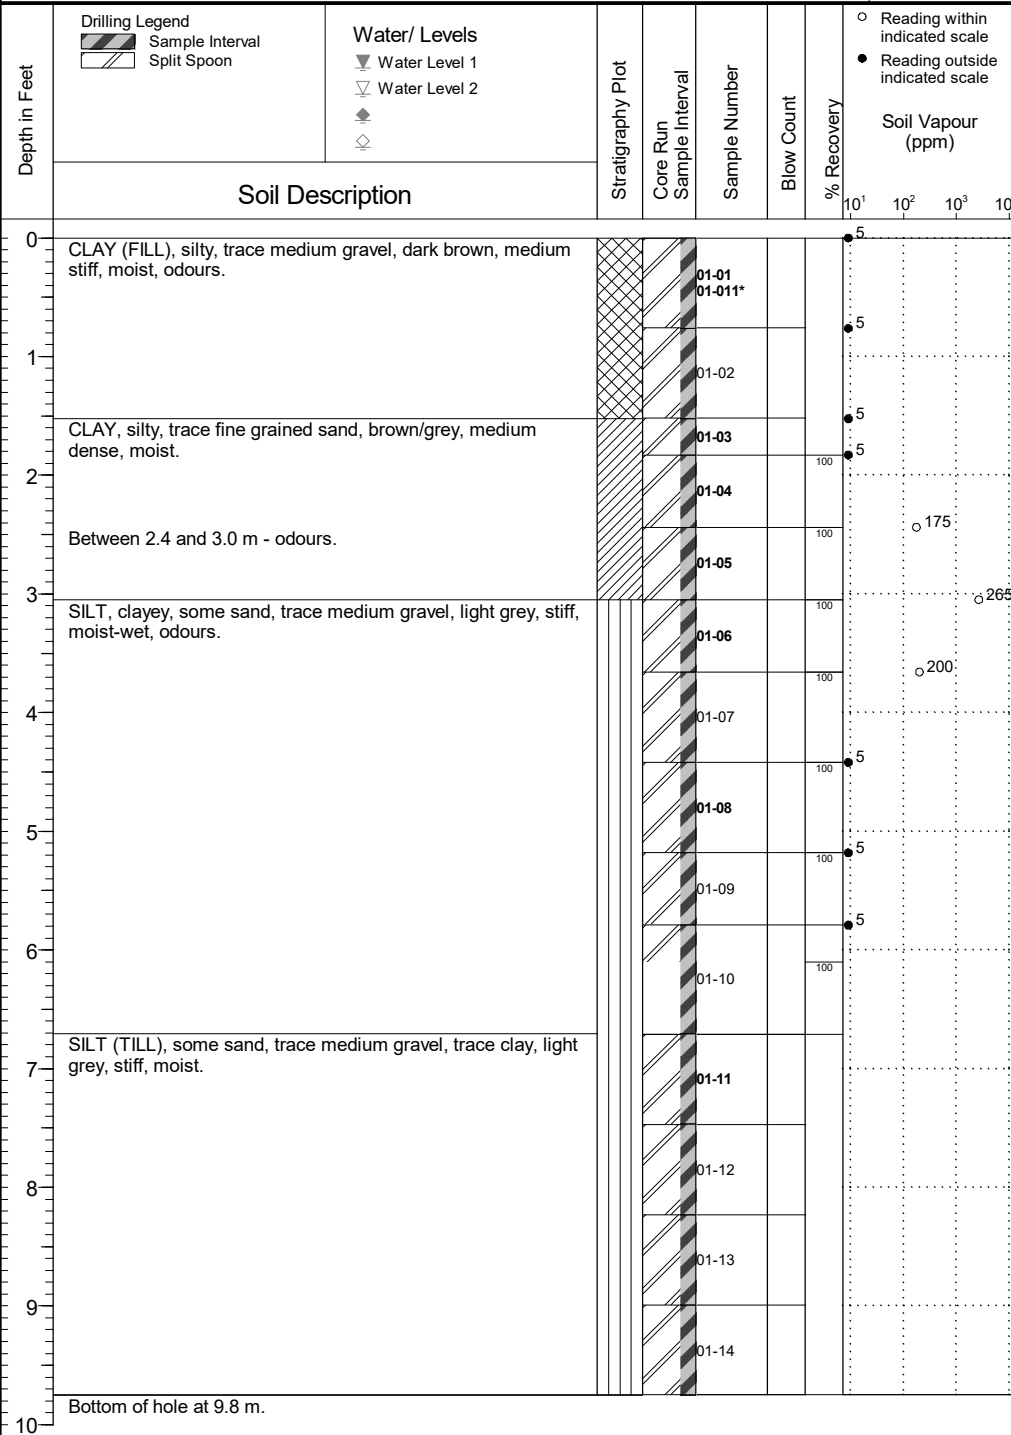 Drilling Legend
Sample Interval
Split Spoon
Water/ Levels
Water Level 1
Water Level 2
Depth in Feet
Soil Description
Stratigraphy Plot
Core Run
Sample Interval
Sample Number
Blow Count
% Recovery
Reading within
indicated scale
Reading outside
indicated scale
Soil Vapour
(ppm)
10¹ 10² 10³ 10
0
CLAY (FILL), silty, trace medium gravel, dark brown, medium
stiff, moist, odours.
5
01-01
01-011*
5
1
01-02
5
CLAY, silty, trace fine grained sand, brown/grey, medium
dense, moist.
01-03
5
100
2
01-04
175
100
Between 2.4 and 3.0 m - odours.
01-05
3
265
100
SILT, clayey, some sand, trace medium gravel, light grey, stiff,
moist-wet, odours.
01-06
200
100
4
01-07
5
100
01-08
5
5
100
01-09
5
6
100
01-10
SILT (TILL), some sand, trace medium gravel, trace clay, light
grey, stiff, moist.
7
01-11
01-12
8
01-13
9
01-14
Bottom of hole at 9.8 m.
10